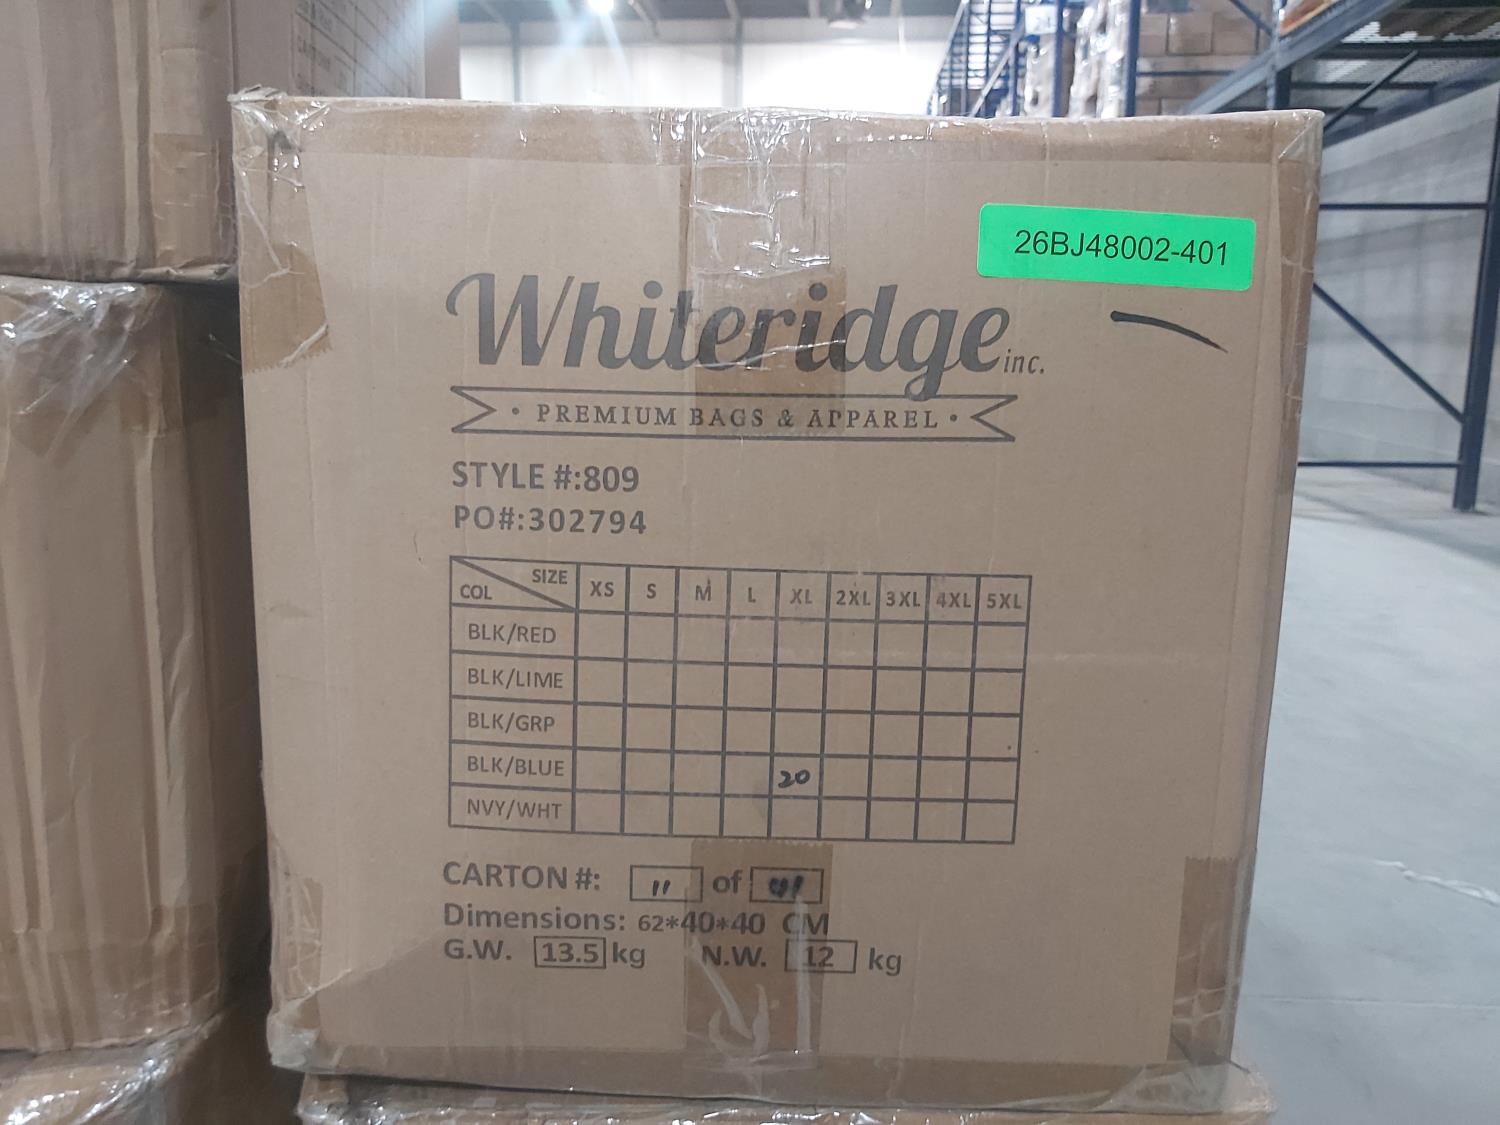 26BJ48002-401
Whiteridge inc.
• PREMIUM BAGS & APPAREL •
STYLE #:809
PO#:302794
COL SIZE XS S M L XL 2XL 3XL 4XL 5XL
BLK/RED
BLK/LIME
BLK/GRP
BLK/BLUE 20
NVY/WHT
CARTON #: 11 of
Dimensions: 62*40*40 CM
G.W. 13.5 kg N.W. 12 kg